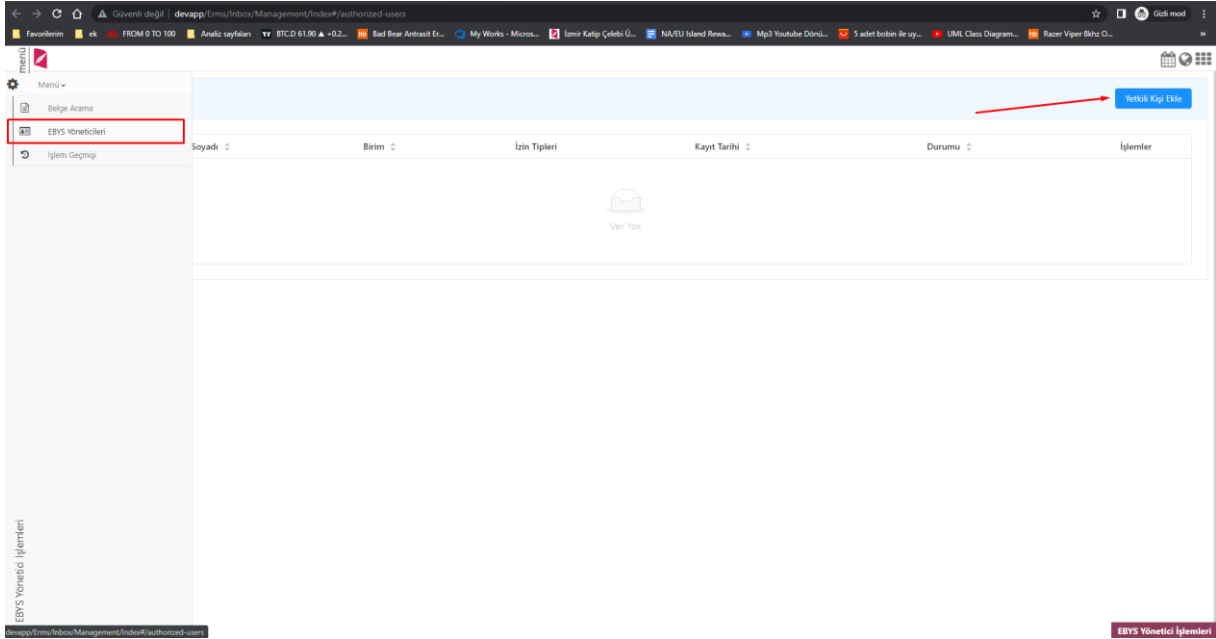 Güvenli değil | devapp/Erms/Inbox/Management/Index#/authorized-users
Gizli mod
Favorilerim ek FROM 0 TO 100 Analiz sayfaları BTC.D 61.90 ▲ +0.2... Bad Bear Antrasit Er... My Works - Micros... İzmir Katip Çelebi Ü... NA/EU Island Rewa... Mp3 Youtube Dönü... 5 adet bobin ile uy... UML Class Diagram... Razer Viper 8khz O... »
menü
Menü
Belge Arama
EBYS Yöneticileri
İşlem Geçmişi
Yetkili Kişi Ekle
Soyadı Birim İzin Tipleri Kayıt Tarihi Durumu İşlemler
Veri Yok
EBYS Yönetici İşlemleri
devapp/Erms/Inbox/Management/Index#/authorized-users
EBYS Yönetici İşlemleri